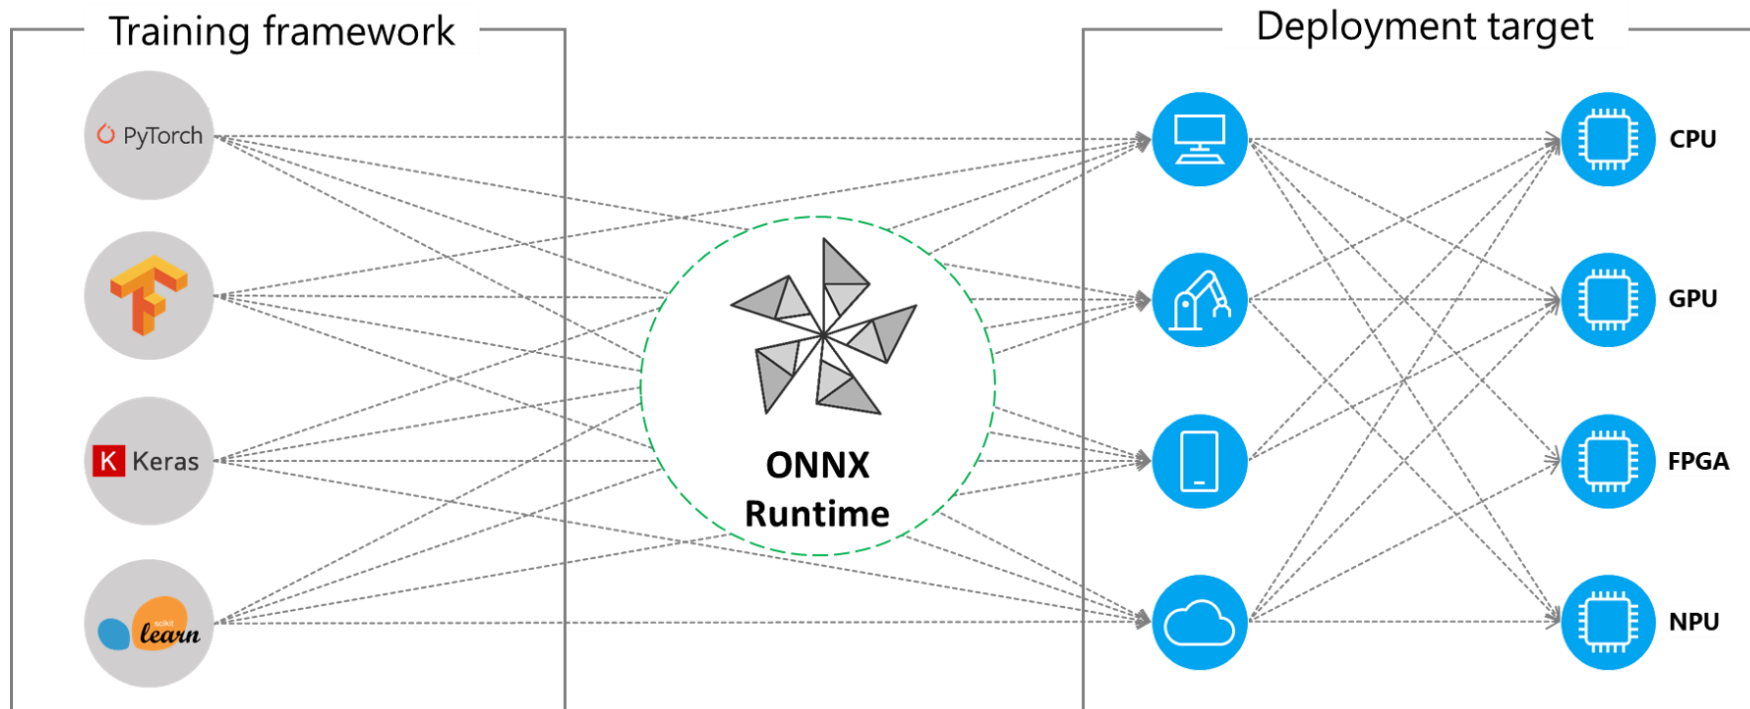 Training framework
Deployment target
PyTorch
K Keras
scikit
learn
ONNX
Runtime
CPU
GPU
FPGA
NPU